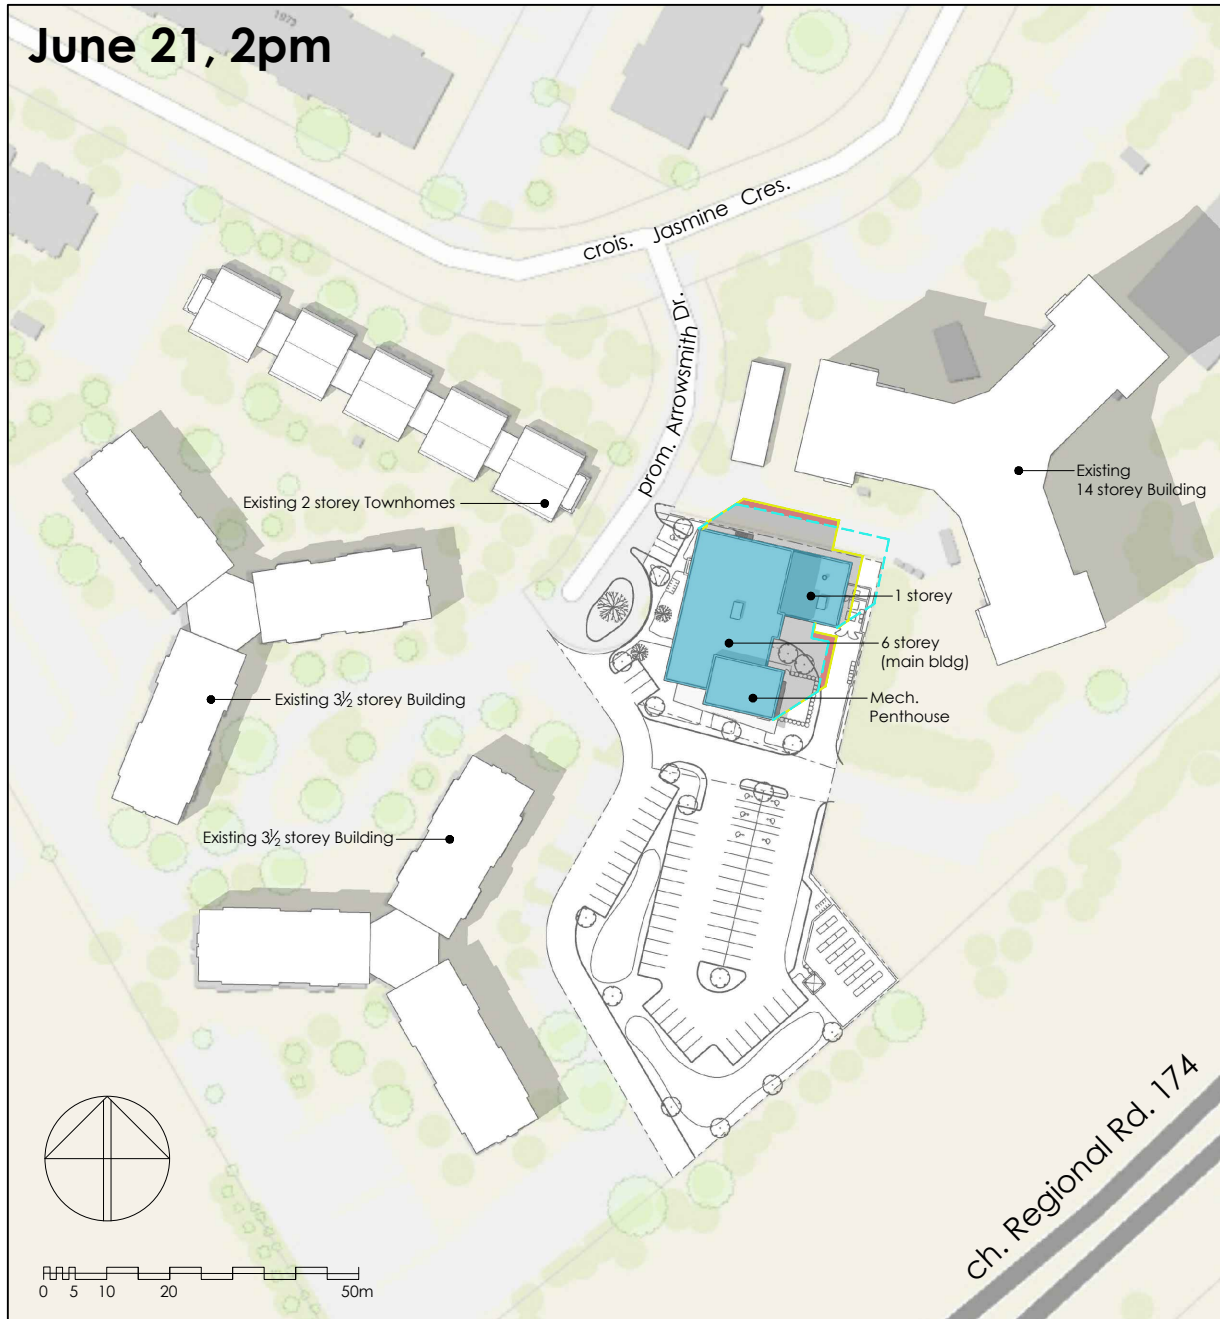 June 21, 2pm
1973
crois. Jasmine Cres.
prom. Arrowsmith Dr.
Existing
14 storey Building
Existing 2 storey Townhomes
1 storey
6 storey
(main bldg)
Existing 3½ storey Building
Mech.
Penthouse
Existing 3½ storey Building
ch. Regional Rd. 174
0 5 10 20 50m